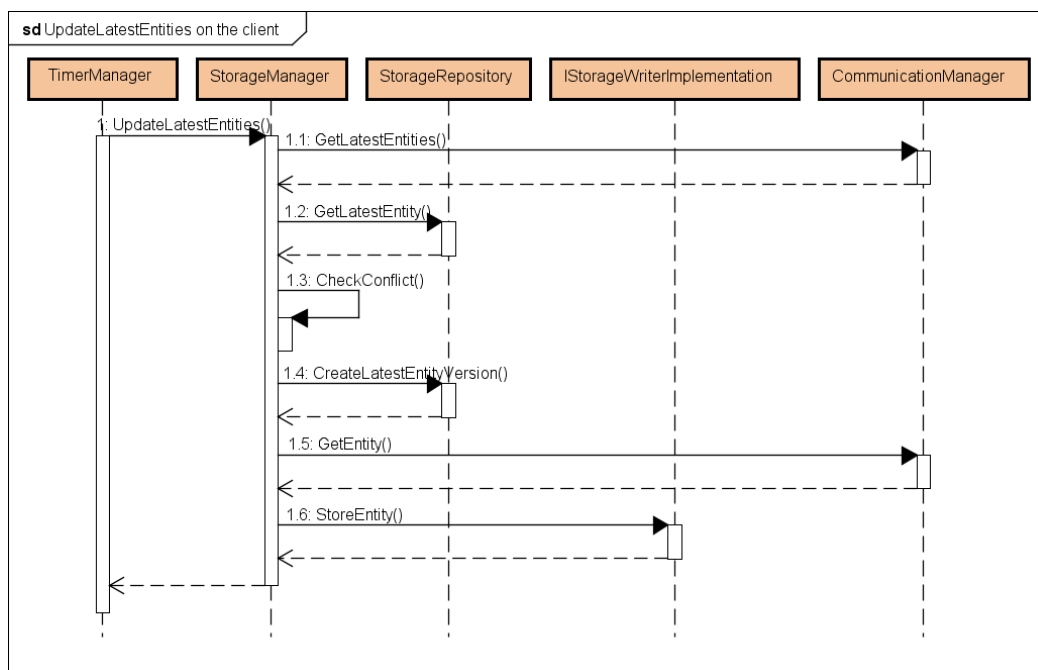 sd UpdateLatestEntities on the client
TimerManager
StorageManager
StorageRepository
IStorageWriterImplementation
CommunicationManager
1: UpdateLatestEntities()
1.1: GetLatestEntities()
1.2: GetLatestEntity()
1.3: CheckConflict()
1.4: CreateLatestEntityVersion()
1.5: GetEntity()
1.6: StoreEntity()